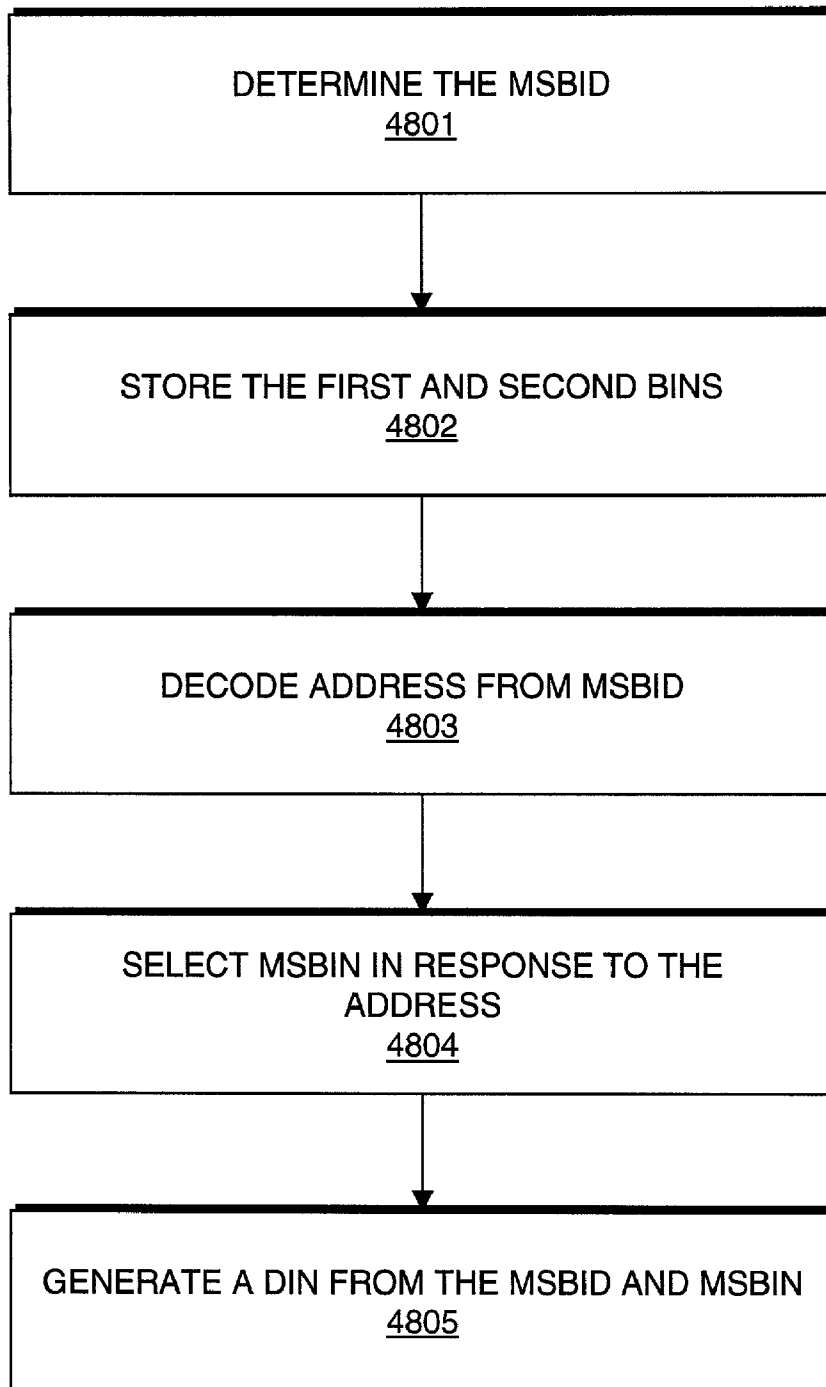 DETERMINE THE MSBID
4801
STORE THE FIRST AND SECOND BINS
4802
DECODE ADDRESS FROM MSBID
4803
SELECT MSBIN IN RESPONSE TO THE
ADDRESS
4804
GENERATE A DIN FROM THE MSBID AND MSBIN
4805